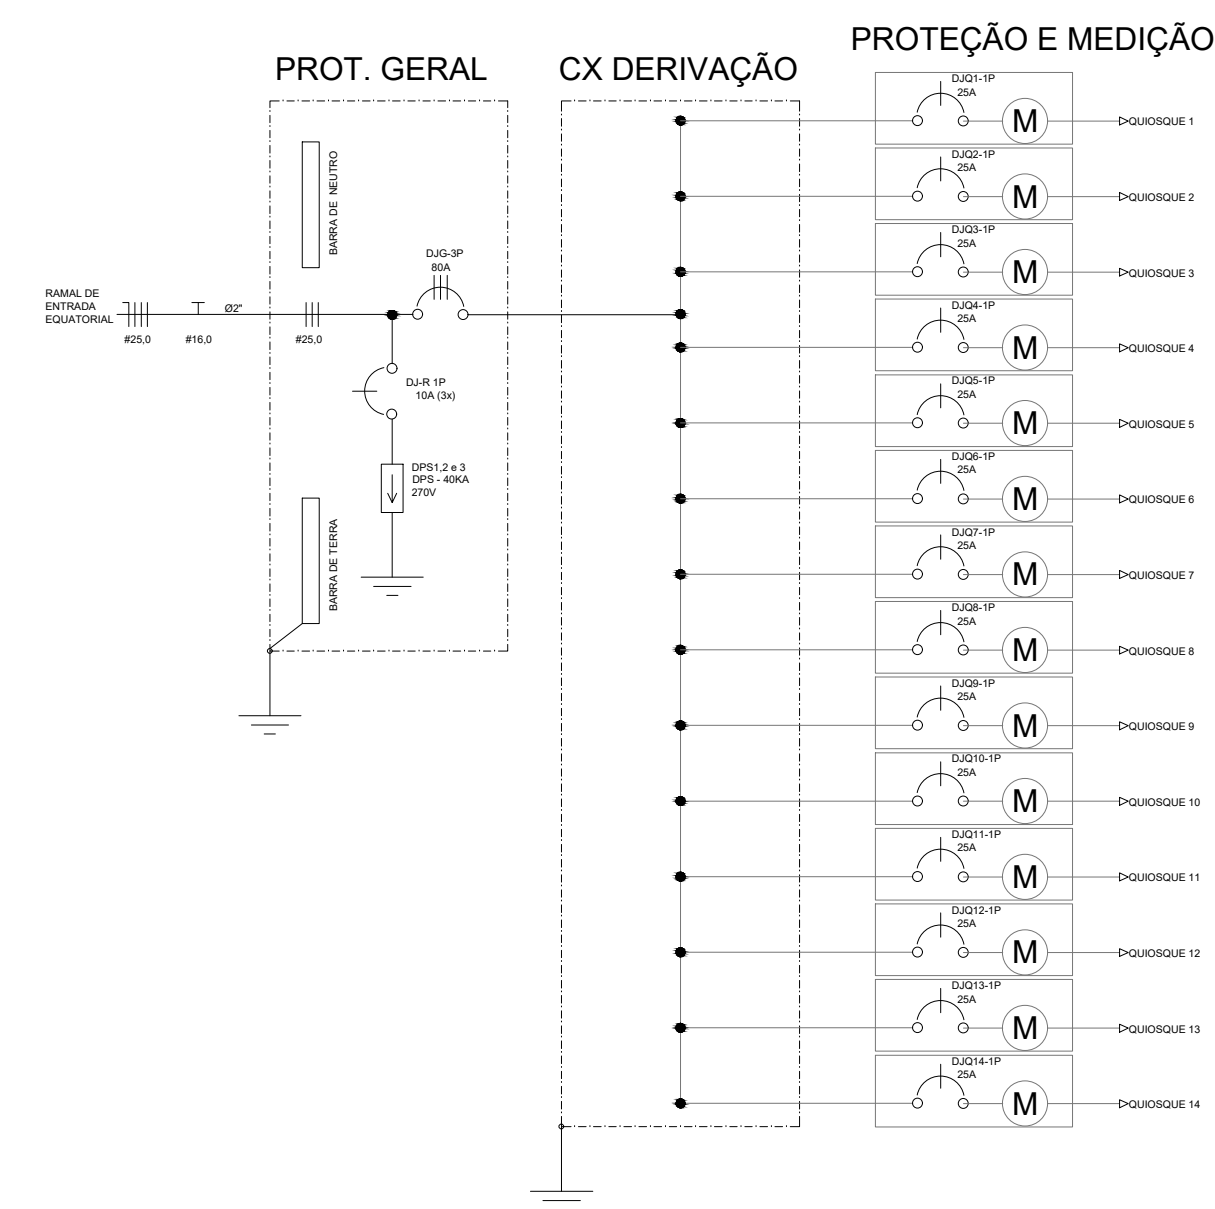 PROTEÇÃO E MEDIÇÃO
PROT. GERAL
CX DERIVAÇÃO
BARRA DE NEUTRO
DJG-3P
80A
RAMAL DE
ENTRADA
EQUATORIAL
#25,0
#16,0
Ø2"
#25,0
DJ-R 1P
10A (3x)
DPS1,2 e 3
DPS - 40KA
270V
BARRA DE TERRA
DJQ1-1P
25A
M
QUIOSQUE 1
DJQ2-1P
25A
M
QUIOSQUE 2
DJQ3-1P
25A
M
QUIOSQUE 3
DJQ4-1P
25A
M
QUIOSQUE 4
DJQ5-1P
25A
M
QUIOSQUE 5
DJQ6-1P
25A
M
QUIOSQUE 6
DJQ7-1P
25A
M
QUIOSQUE 7
DJQ8-1P
25A
M
QUIOSQUE 8
DJQ9-1P
25A
M
QUIOSQUE 9
DJQ10-1P
25A
M
QUIOSQUE 10
DJQ11-1P
25A
M
QUIOSQUE 11
DJQ12-1P
25A
M
QUIOSQUE 12
DJQ13-1P
25A
M
QUIOSQUE 13
DJQ14-1P
25A
M
QUIOSQUE 14